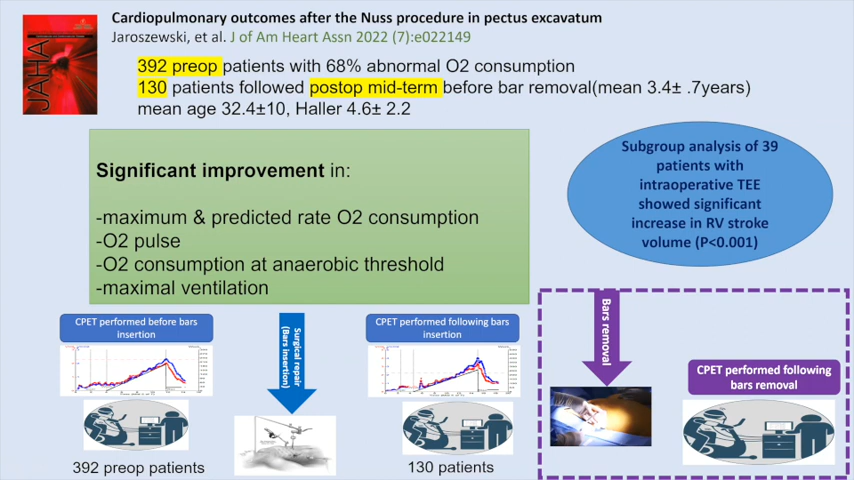 Cardiopulmonary outcomes after the Nuss procedure in pectus excavatum
Jaroszewski, et al. J of Am Heart Assn 2022 (7):e022149
JAHA
392 preop patients with 68% abnormal O2 consumption
130 patients followed postop mid-term before bar removal(mean 3.4± .7years)
mean age 32.4±10, Haller 4.6± 2.2
Significant improvement in:
-maximum & predicted rate O2 consumption
-O2 pulse
-O2 consumption at anaerobic threshold
-maximal ventilation
Subgroup analysis of 39
patients with
intraoperative TEE
showed significant
increase in RV stroke
volume (P<0.001)
CPET performed before bars
insertion
Surgical repair
(Bars insertion)
CPET performed following bars
insertion
Bars removal
CPET performed following
bars removal
392 preop patients
130 patients